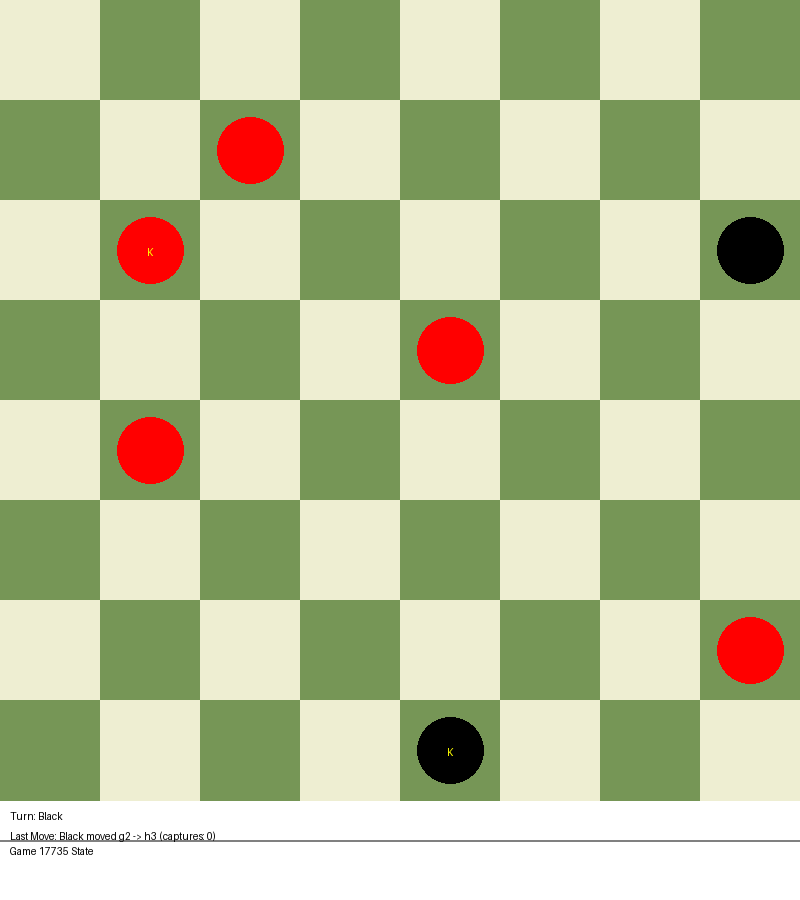 K
K
Turn: Black
Last Move: Black moved g2 -> h3 (captures: 0)
Game 17735 State